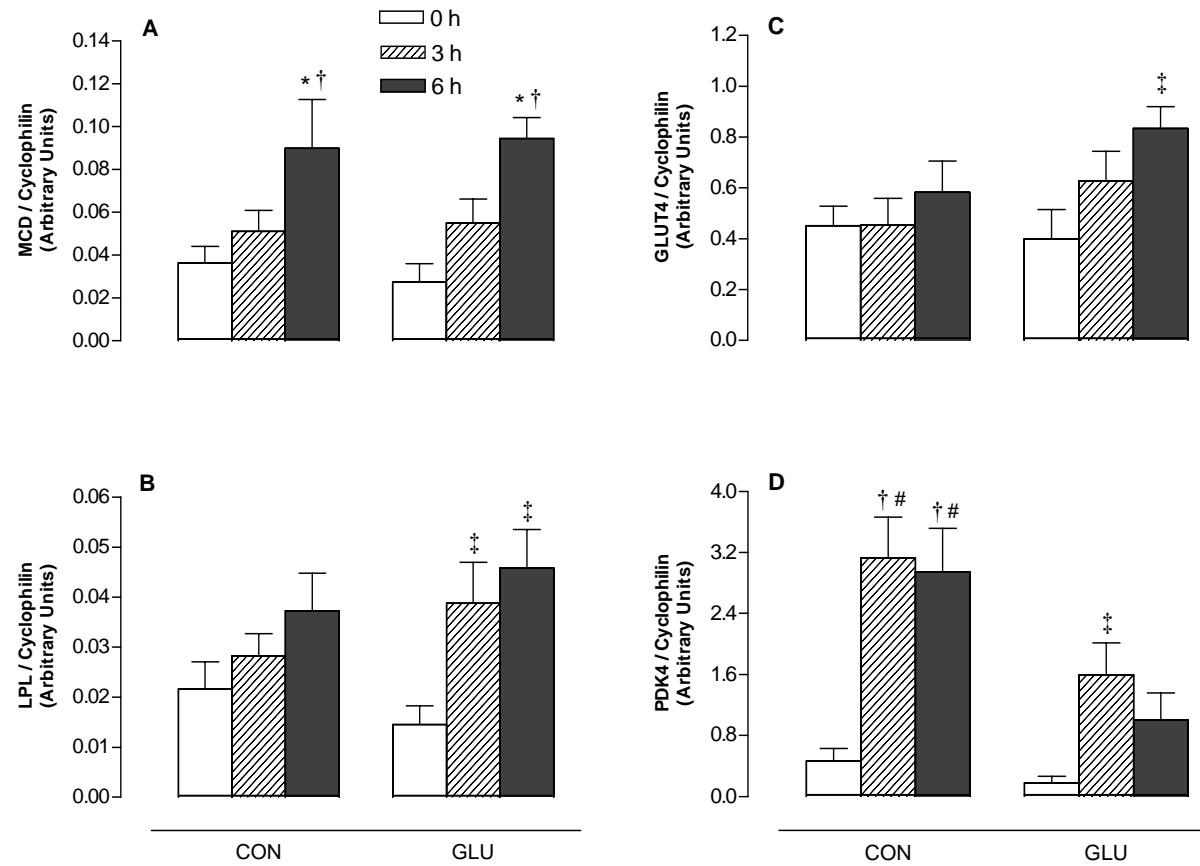 A
0 h
3 h
6 h
MCD / Cyclophilin
(Arbitrary Units)
0.14
0.12
0.10
0.08
0.06
0.04
0.02
0.00
* †
* †
C
GLUT4 / Cyclophilin
(Arbitrary Units)
1.2
1.0
0.8
0.6
0.4
0.2
0.0
‡
B
LPL / Cyclophilin
(Arbitrary Units)
0.06
0.05
0.04
0.03
0.02
0.01
0.00
‡
‡
CON
GLU
D
PDK4 / Cyclophilin
(Arbitrary Units)
4.0
3.2
2.4
1.6
0.8
0.0
† #
† #
‡
CON
GLU